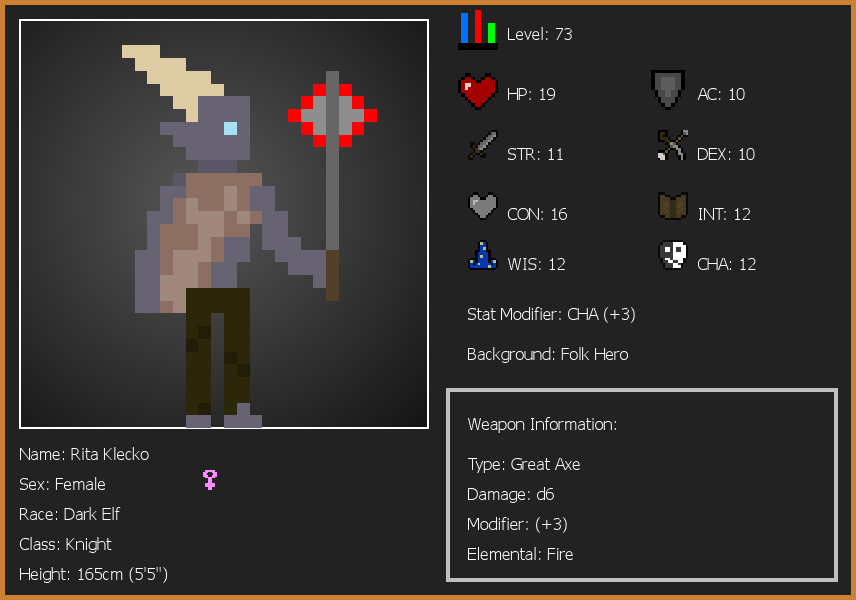 Level: 73
HP: 19
AC: 10
STR: 11
DEX: 10
CON: 16
INT: 12
WIS: 12
CHA: 12
Stat Modifier: CHA (+3)
Background: Folk Hero
Weapon Information:
Type: Great Axe
Damage: d6
Modifier: (+3)
Elemental: Fire
Name: Rita Klecko
Sex: Female
Race: Dark Elf
Class: Knight
Height: 165cm (5'5")